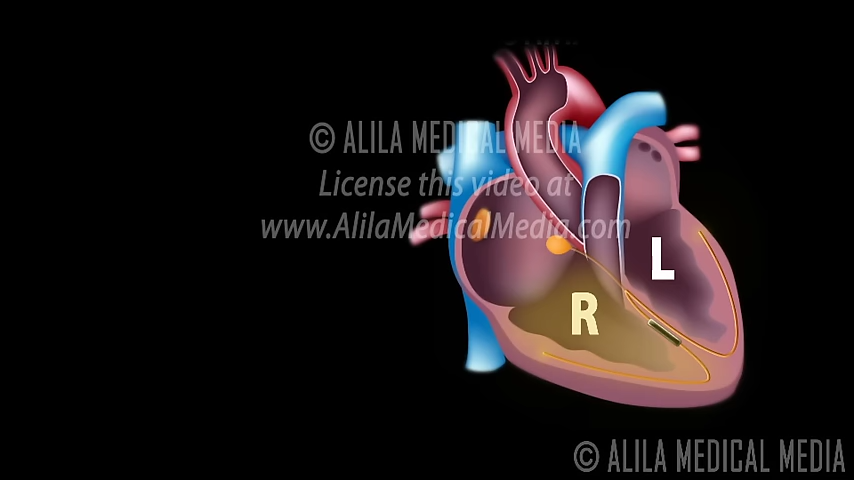 © ALILA MEDICAL MEDIA
License this video at
www.AlilaMedicalMedia.com
L
R
© ALILA MEDICAL MEDIA